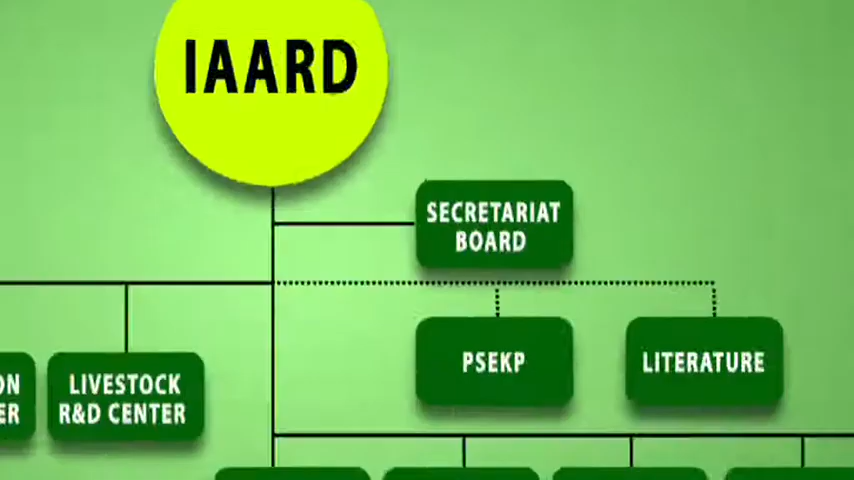 IAARD
SECRETARIAT
BOARD
PSEKP
LITERATURE
LIVESTOCK
R&D CENTER